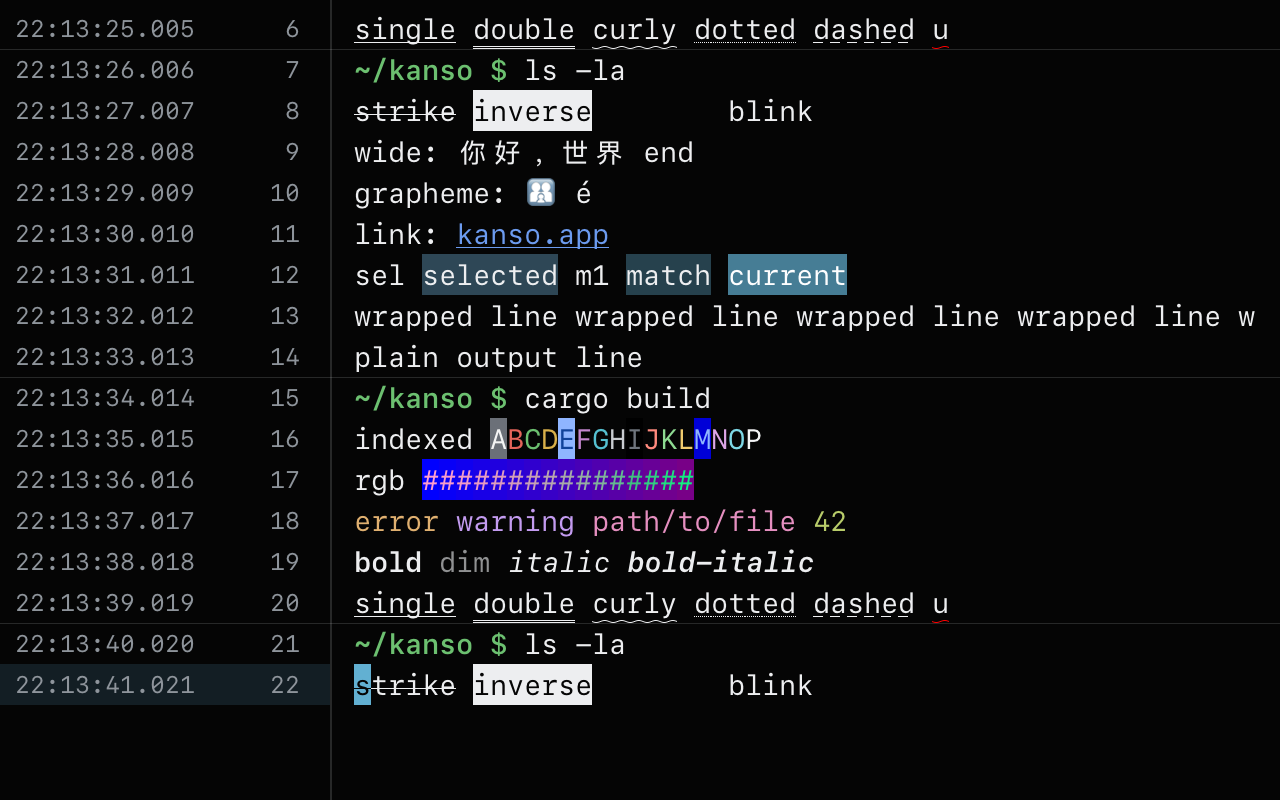 22:13:25.005 6 single double curly dotted dashed u
22:13:26.006 7 ~/kanso $ ls -la
22:13:27.007 8 strike inverse blink
22:13:28.008 9 wide: 你好，世界 end
22:13:29.009 10 grapheme: 👨‍👩‍👦 é
22:13:30.010 11 link: kanso.app
22:13:31.011 12 sel selected m1 match current
22:13:32.012 13 wrapped line wrapped line wrapped line wrapped line w
22:13:33.013 14 plain output line
22:13:34.014 15 ~/kanso $ cargo build
22:13:35.015 16 indexed ABCDEFGHIJKLMNOP
22:13:36.016 17 rgb ################
22:13:37.017 18 error warning path/to/file 42
22:13:38.018 19 bold dim italic bold-italic
22:13:39.019 20 single double curly dotted dashed u
22:13:40.020 21 ~/kanso $ ls -la
22:13:41.021 22 strike inverse blink